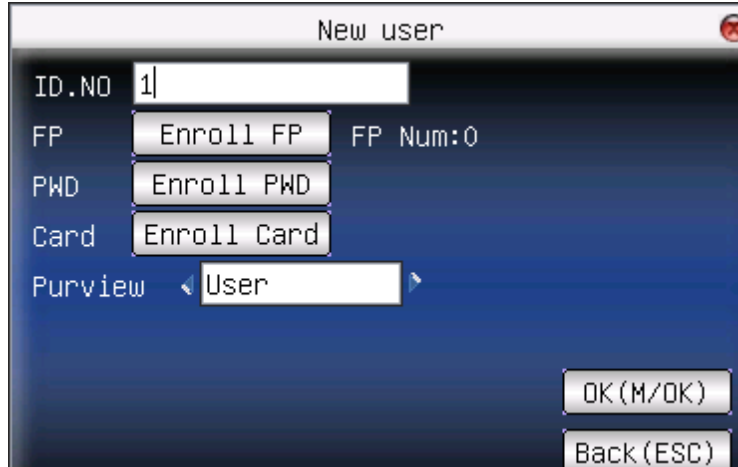 New user
ID.NO 1
FP Enroll FP FP Num:0
PWD Enroll PWD
Card Enroll Card
Purview User
OK(M/OK)
Back(ESC)